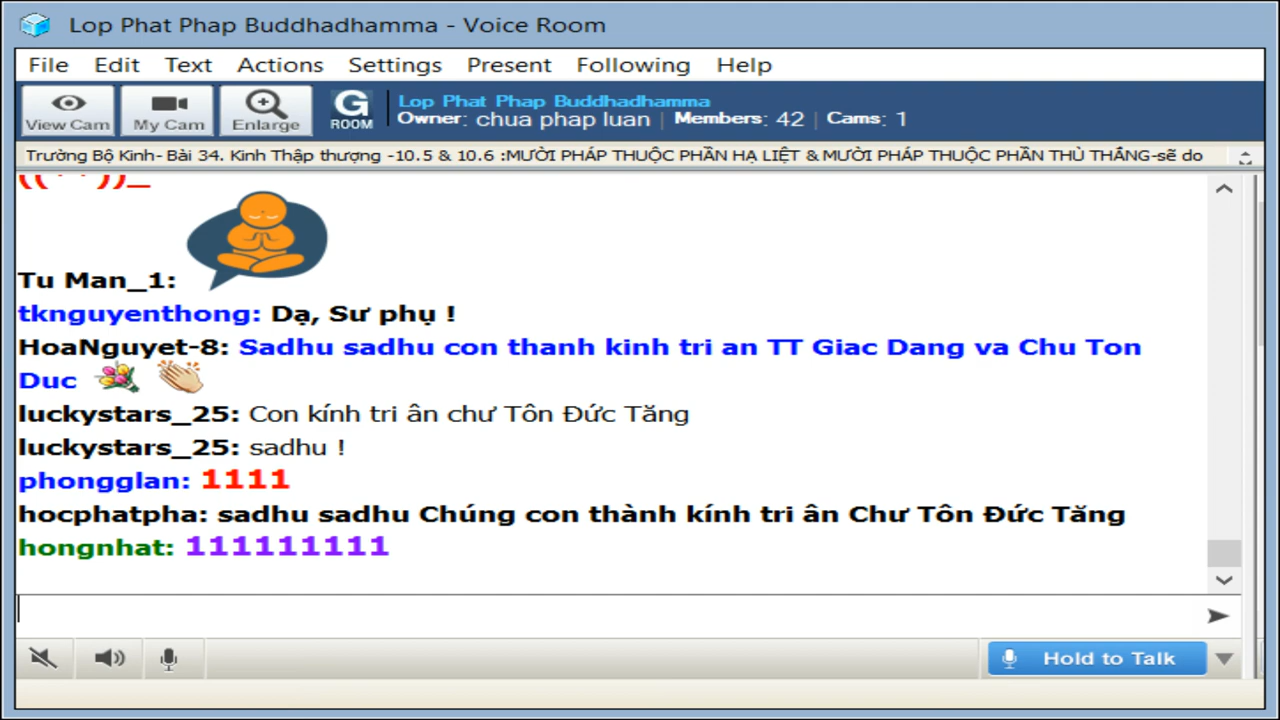 Lop Phat Phap Buddhadhamma - Voice Room
File Edit Text Actions Settings Present Following Help
View Cam My Cam Enlarge G ROOM
Lop Phat Phap Buddhadhamma
Owner: chua phap luan | Members: 42 | Cams: 1
Trường Bộ Kinh- Bài 34. Kinh Thập thượng -10.5 & 10.6 :MƯỜI PHÁP THUỘC PHẦN HẠ LIỆT & MƯỜI PHÁP THUỘC PHẦN THÙ THẮNG-sẽ do
Tu Man_1:
tknguyenthong: Dạ, Sư phụ !
HoaNguyet-8: Sadhu sadhu con thanh kinh tri an TT Giac Dang va Chu Ton
Duc
luckystars_25: Con kính tri ân chư Tôn Đức Tăng
luckystars_25: sadhu !
phongglan: 1111
hocphatpha: sadhu sadhu Chúng con thành kính tri ân Chư Tôn Đức Tăng
hongnhat: 111111111
Hold to Talk